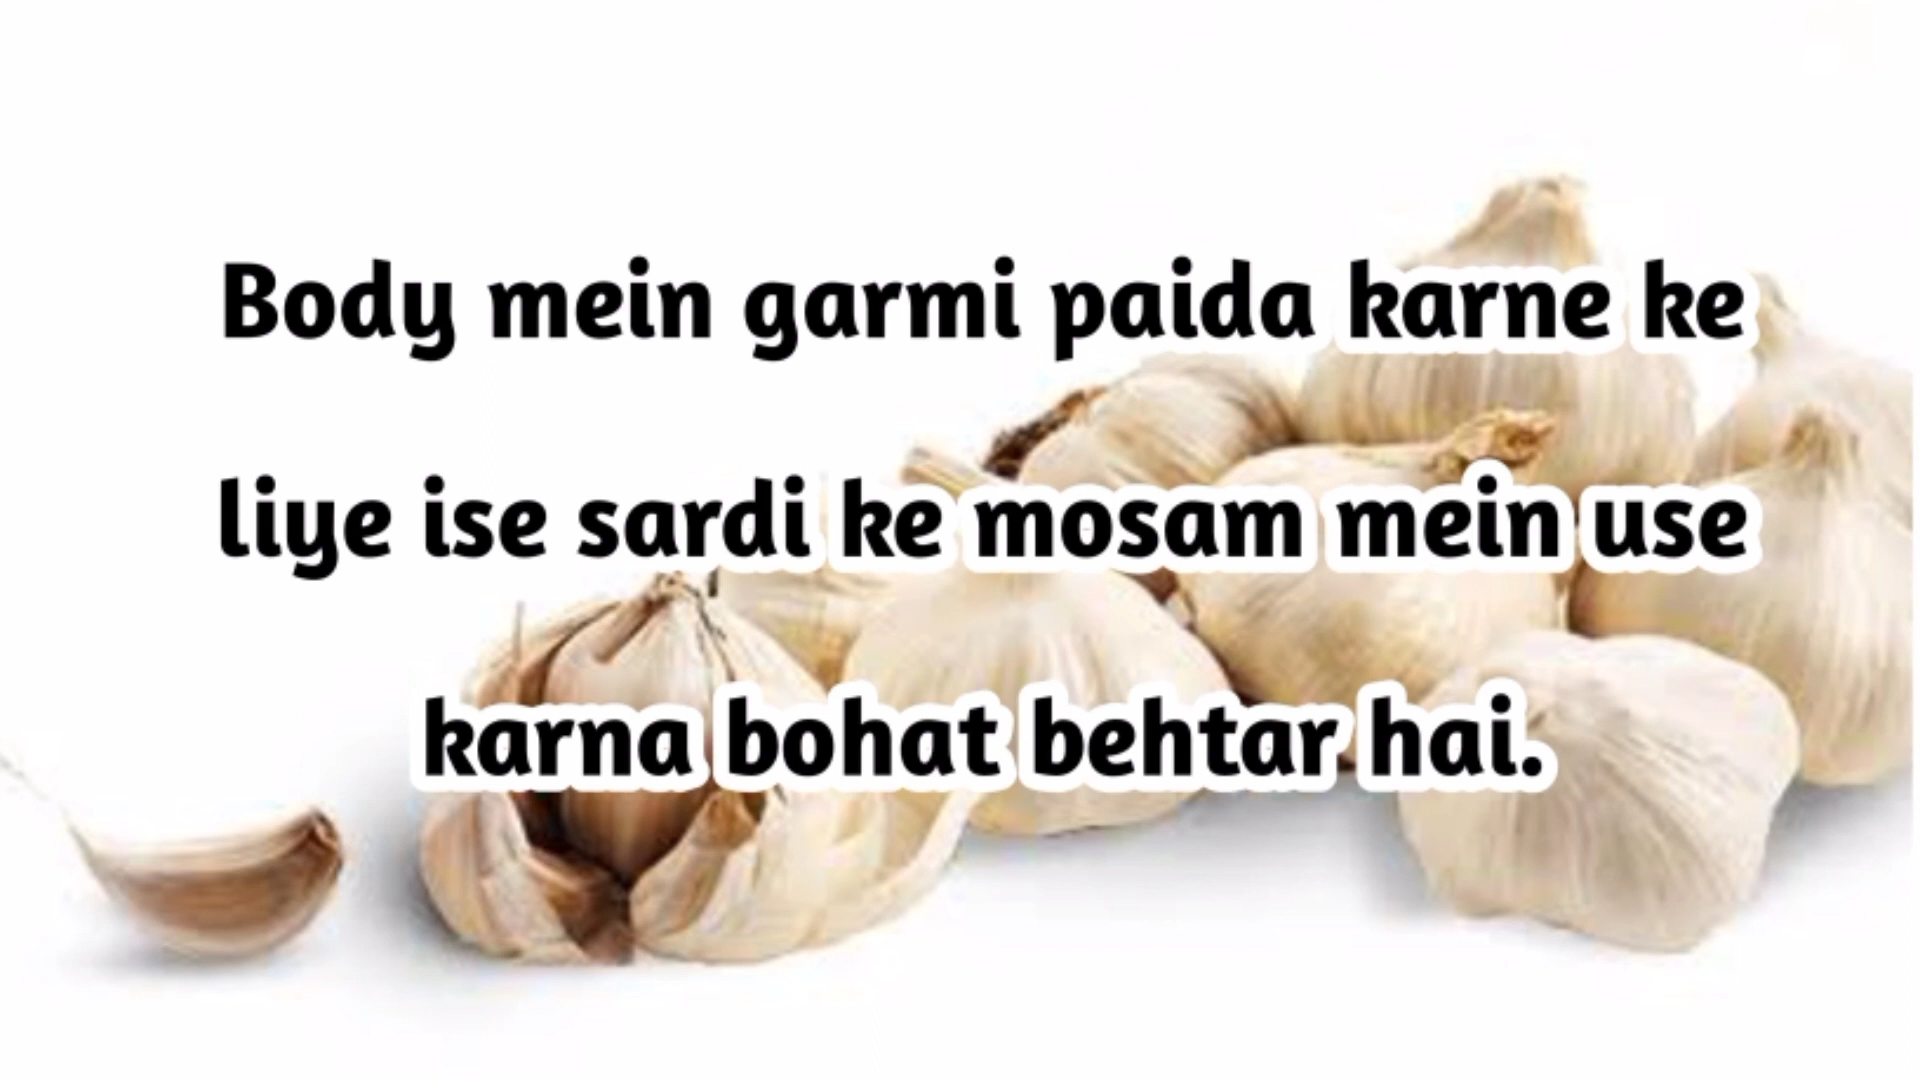 Body mein garmi paida karne ke
liye ise sardi ke mosam mein use
karna bohat behtar hai.